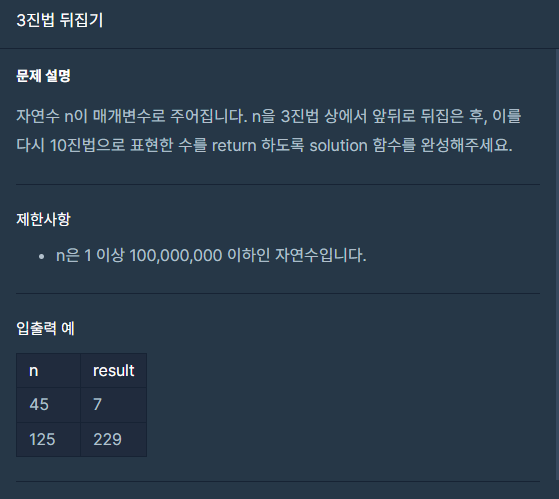 3진법 뒤집기
문제 설명
자연수 n이 매개변수로 주어집니다. n을 3진법 상에서 앞뒤로 뒤집은 후, 이를
다시 10진법으로 표현한 수를 return 하도록 solution 함수를 완성해주세요.
제한사항
• n은 1 이상 100,000,000 이하인 자연수입니다.
입출력 예
n result
45 7
125 229